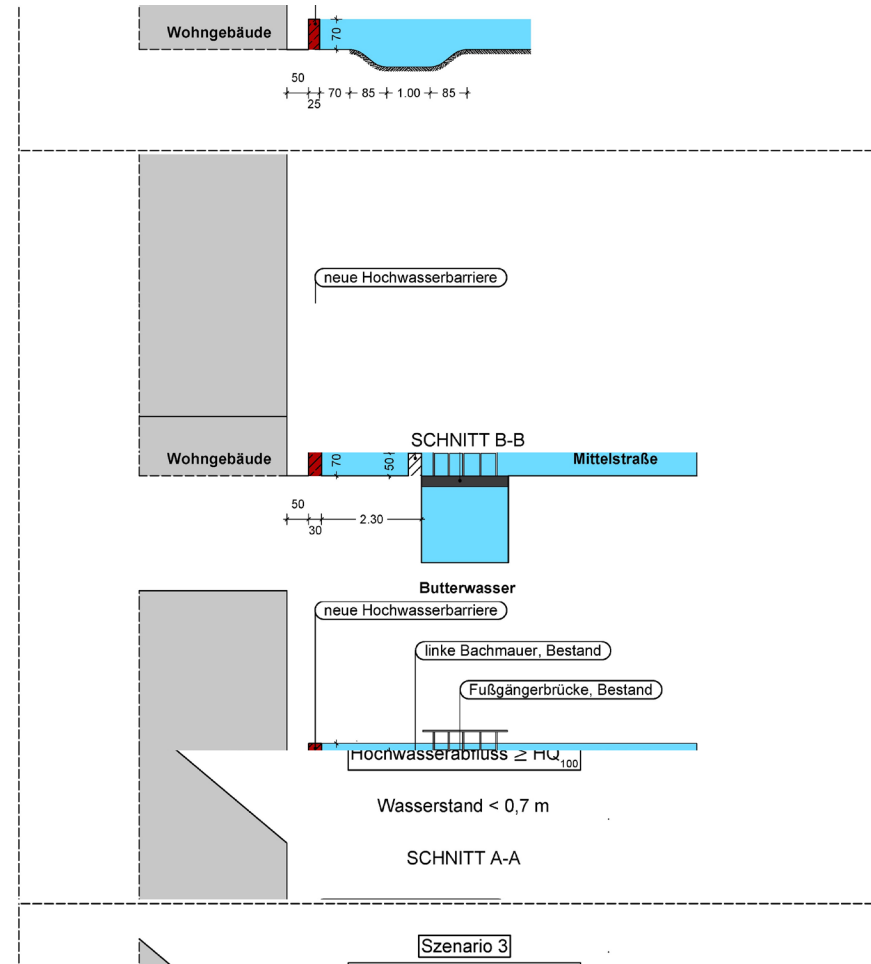 Wohngebäude
70
50
25
70
85
1.00
85
neue Hochwasserbarriere
SCHNITT B-B
Wohngebäude
70
50
Mittelstraße
50
30
2.30
Butterwasser
neue Hochwasserbarriere
linke Bachmauer, Bestand
Fußgängerbrücke, Bestand
Hochwasserabfluss ≥ HQ100
Wasserstand < 0,7 m
SCHNITT A-A
Szenario 3